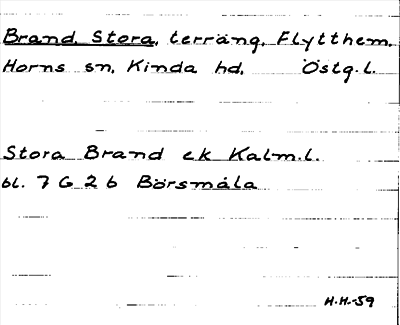 Brand, Stora, terräng, Flytthem,
Horns sn, Kinda hd, Östg.l.
Stora Brand ek Kalm.l.
bl. 7 G 2 b Börsmåla
H.H.-59